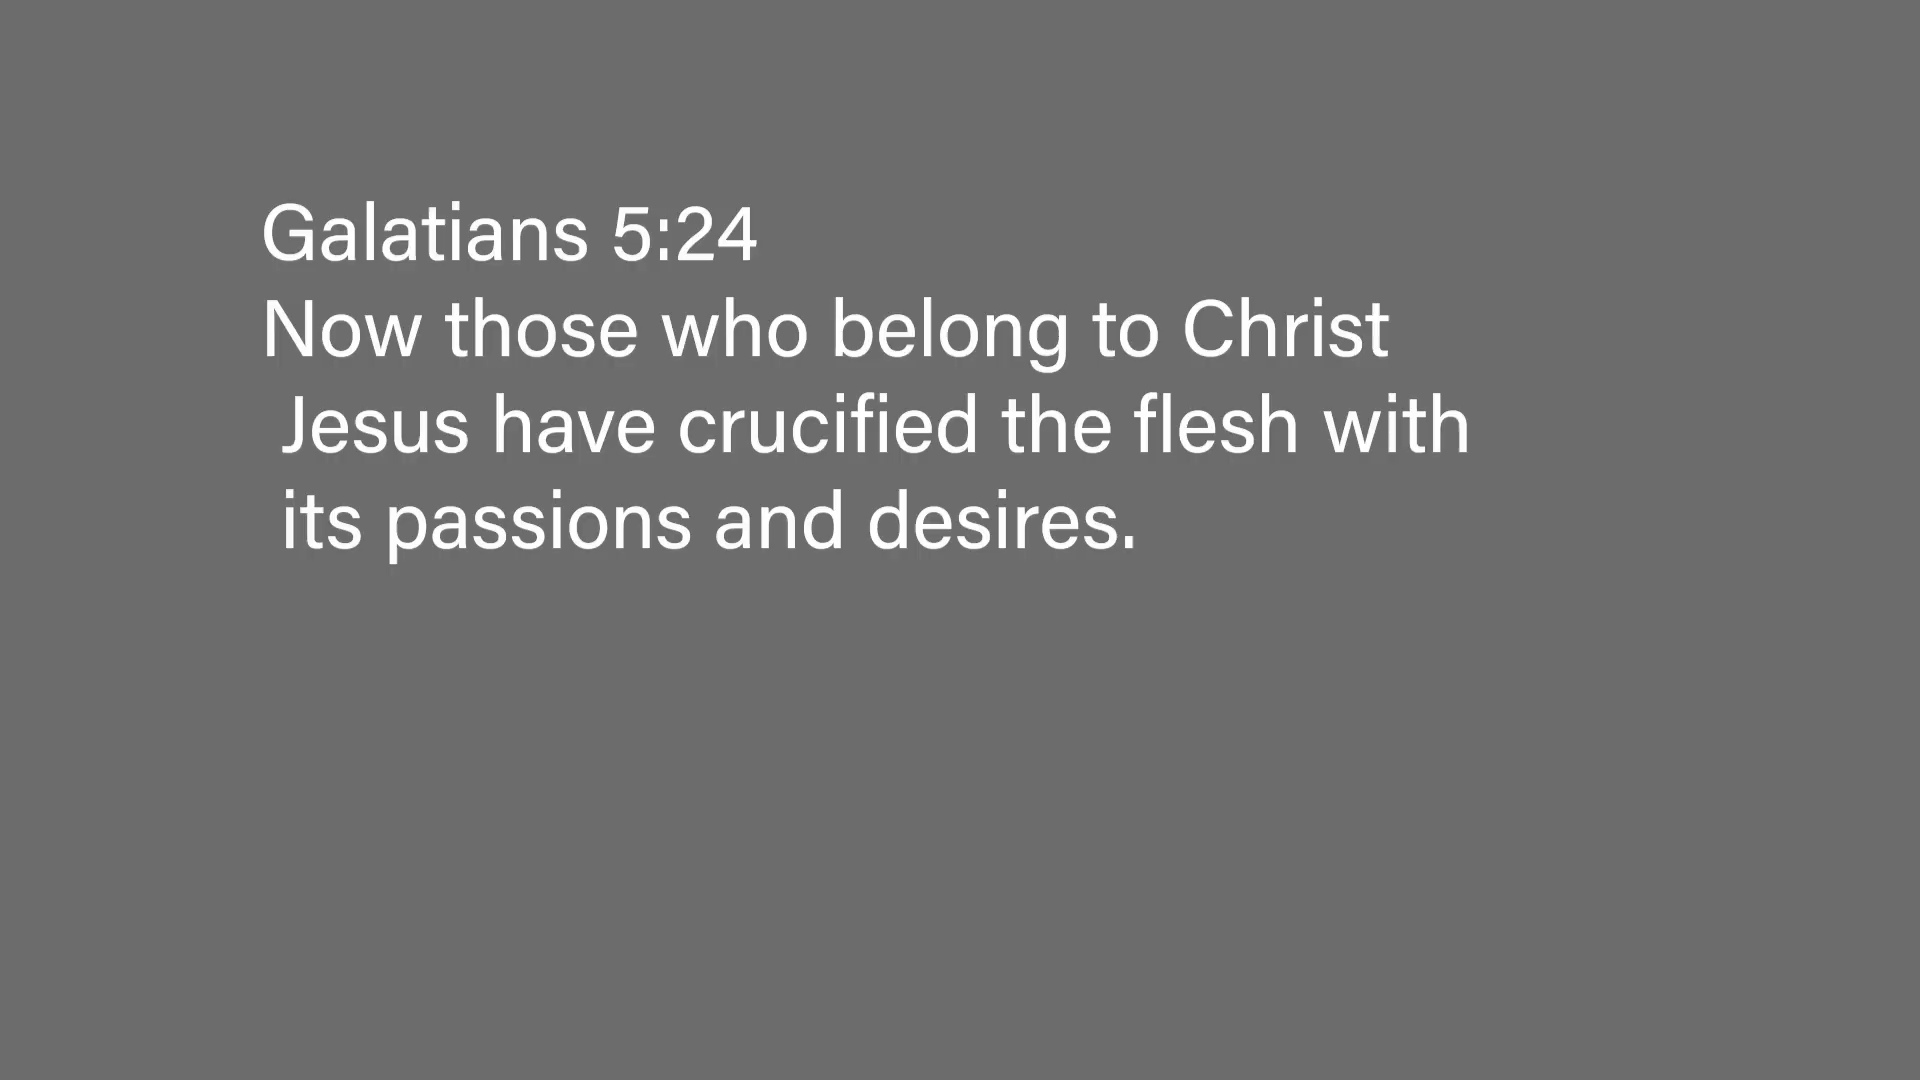 Galatians 5:24
Now those who belong to Christ
Jesus have crucified the flesh with
its passions and desires.